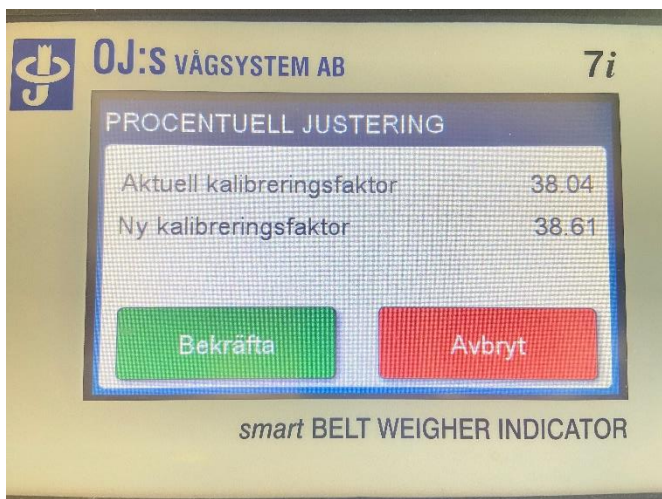 OJ:s VÅGSYSTEM AB 7i
PROCENTUELL JUSTERING
Aktuell kalibreringsfaktor 38.04
Ny kalibreringsfaktor 38.61
Bekräfta Avbryt
smart BELT WEIGHER INDICATOR